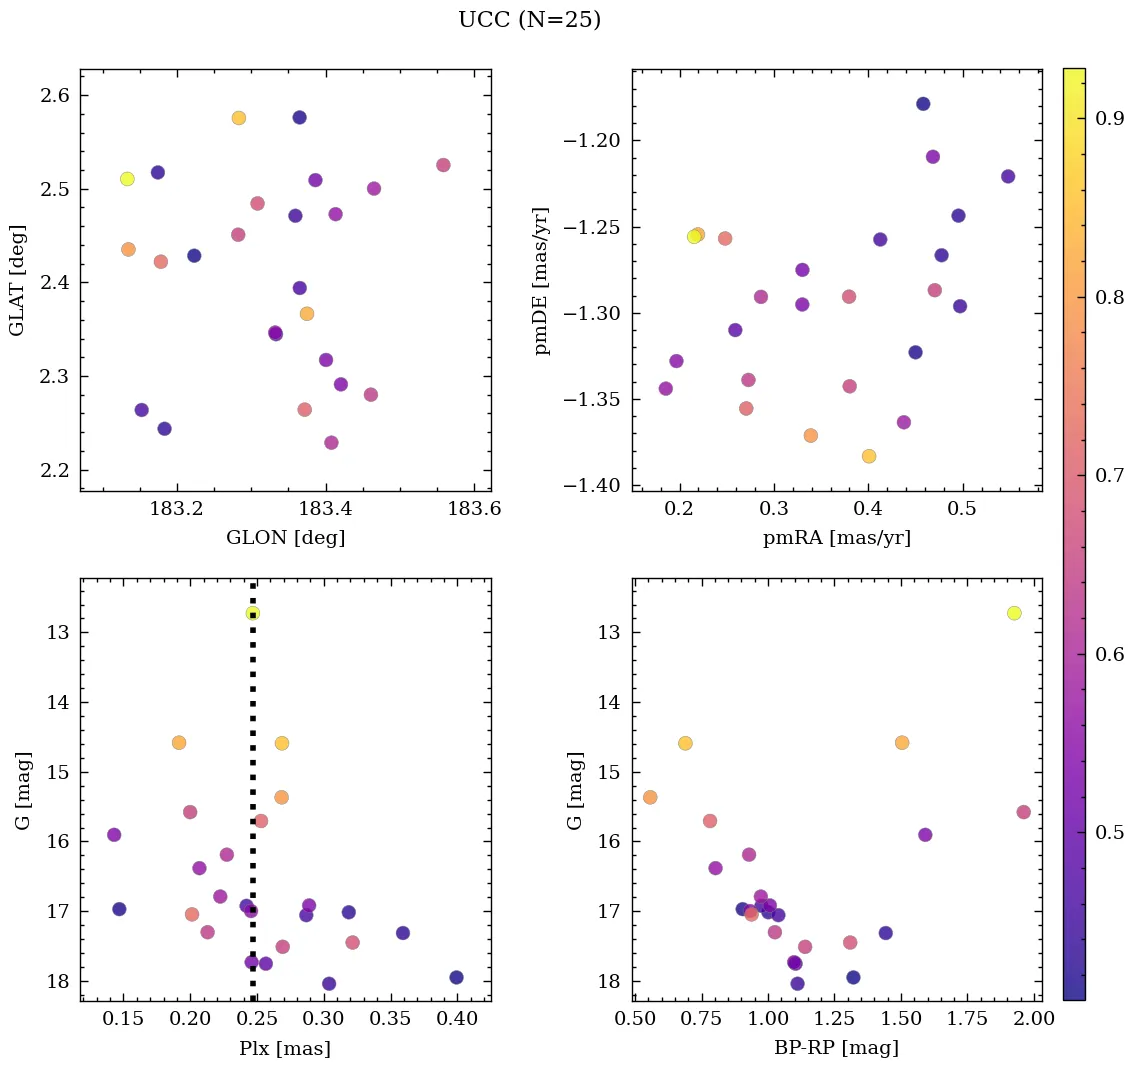 UCC (N=25)
2.6
2.5
2.4
2.3
2.2
GLAT [deg]
183.2 183.4 183.6
GLON [deg]
−1.20
−1.25
−1.30
−1.35
−1.40
pmDE [mas/yr]
0.2 0.3 0.4 0.5
pmRA [mas/yr]
13
14
15
16
17
18
G [mag]
0.15 0.20 0.25 0.30 0.35 0.40
Plx [mas]
13
14
15
16
17
18
G [mag]
0.50 0.75 1.00 1.25 1.50 1.75 2.00
BP-RP [mag]
0.9
0.8
0.7
0.6
0.5